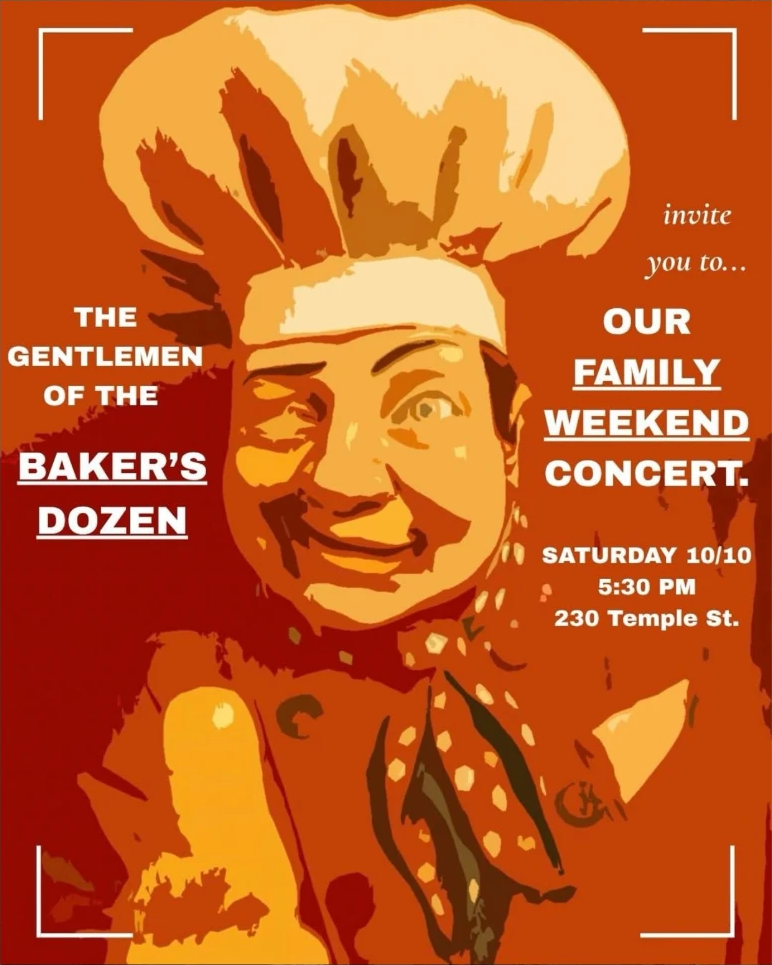 THE
GENTLEMEN
OF THE
BAKER'S
DOZEN
invite
you to...
OUR
FAMILY
WEEKEND
CONCERT.
SATURDAY 10/10
5:30 PM
230 Temple St.